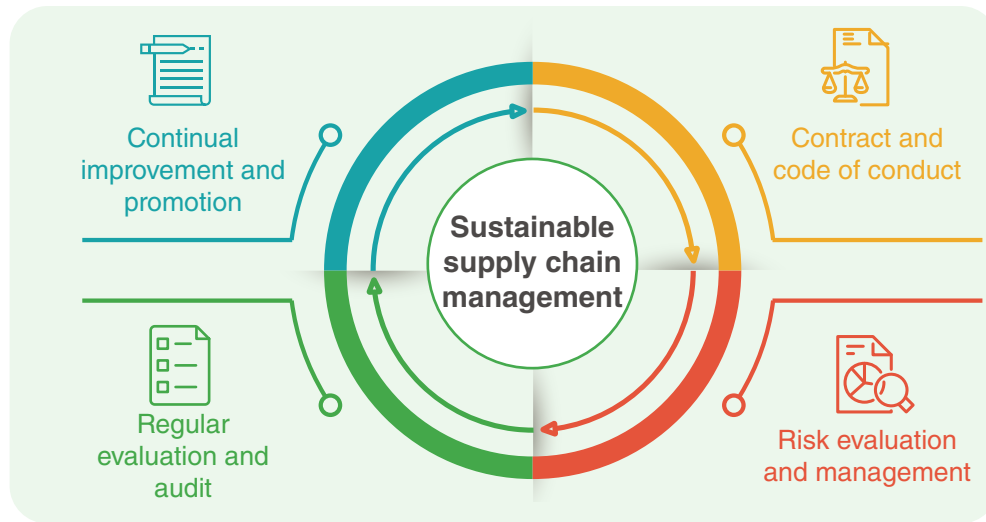 Continual
improvement and
promotion
Contract and
code of conduct
Sustainable
supply chain
management
Regular
evaluation and
audit
Risk evaluation
and management